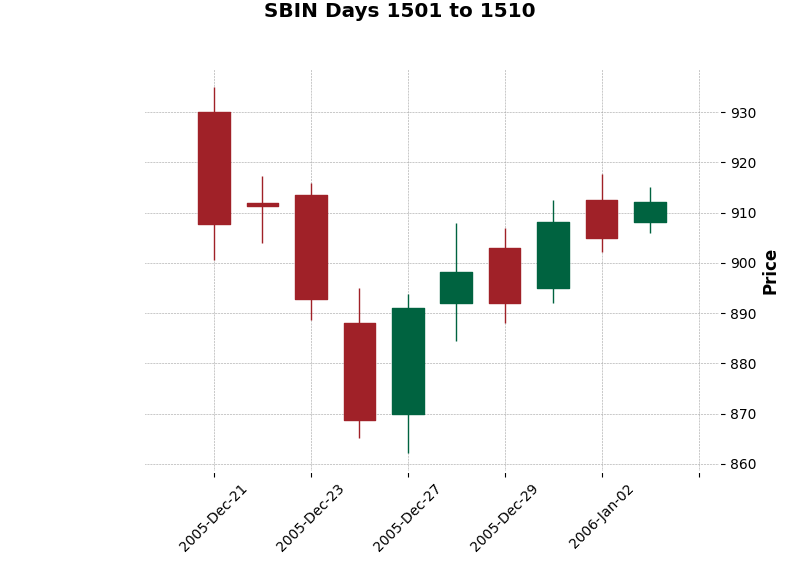 SBIN Days 1501 to 1510
930
920
910
900
890
880
870
860
Price
2005-Dec-21
2005-Dec-23
2005-Dec-27
2005-Dec-29
2006-Jan-02